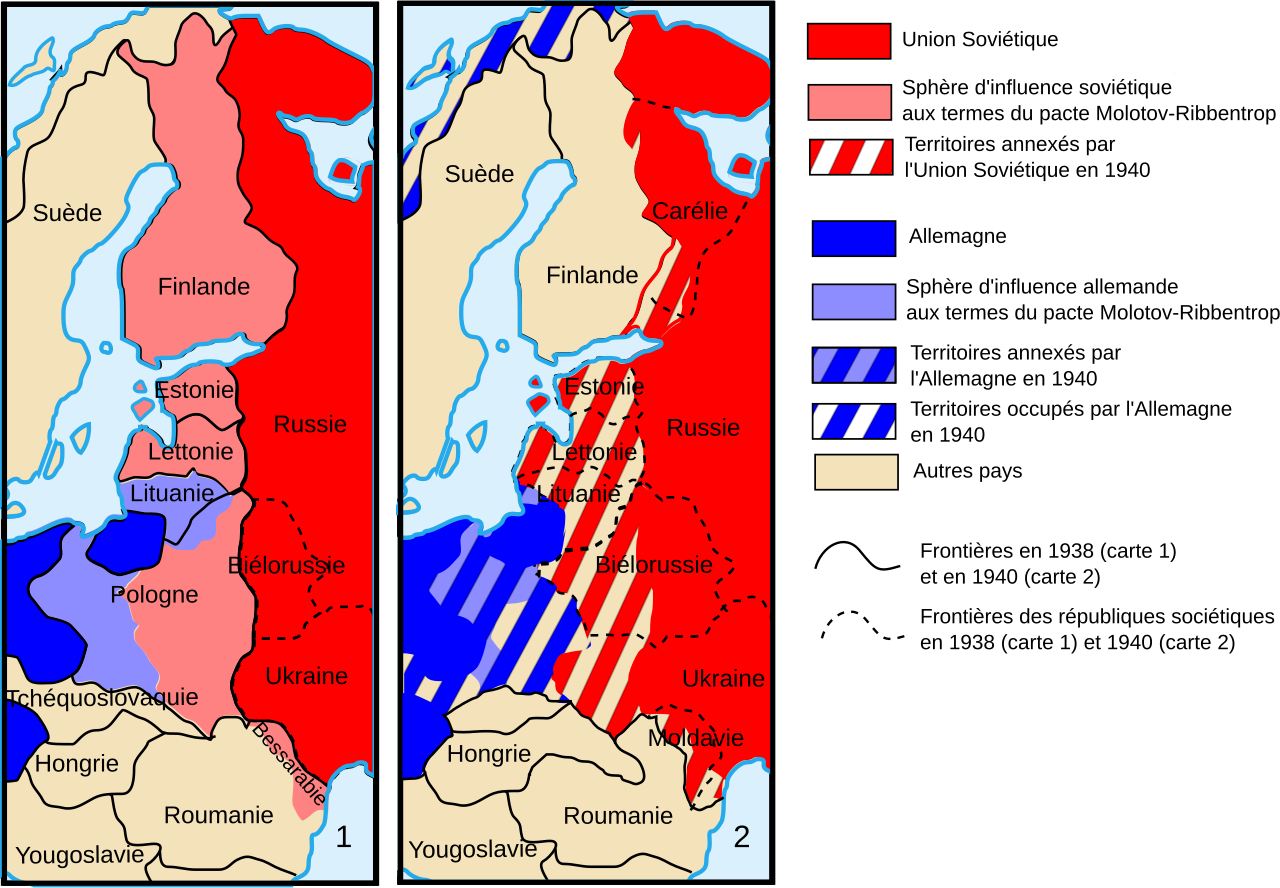 Suède
Finlande
Estonie
Lettonie
Lituanie
Russie
Biélorussie
Pologne
Ukraine
Tchéquoslovaquie
Bessarabie
Hongrie
Roumanie
Yougoslavie
1
Suède
Carélie
Finlande
Estonie
Russie
Lettonie
Lituanie
Biélorussie
Ukraine
Moldavie
Hongrie
Roumanie
Yougoslavie
2
Union Soviétique
Sphère d'influence soviétique
aux termes du pacte Molotov-Ribbentrop
Territoires annexés par
l'Union Soviétique en 1940
Allemagne
Sphère d'influence allemande
aux termes du pacte Molotov-Ribbentrop
Territoires annexés par
l'Allemagne en 1940
Territoires occupés par l'Allemagne
en 1940
Autres pays
Frontières en 1938 (carte 1)
et en 1940 (carte 2)
Frontières des républiques sociétiques
en 1938 (carte 1) et 1940 (carte 2)